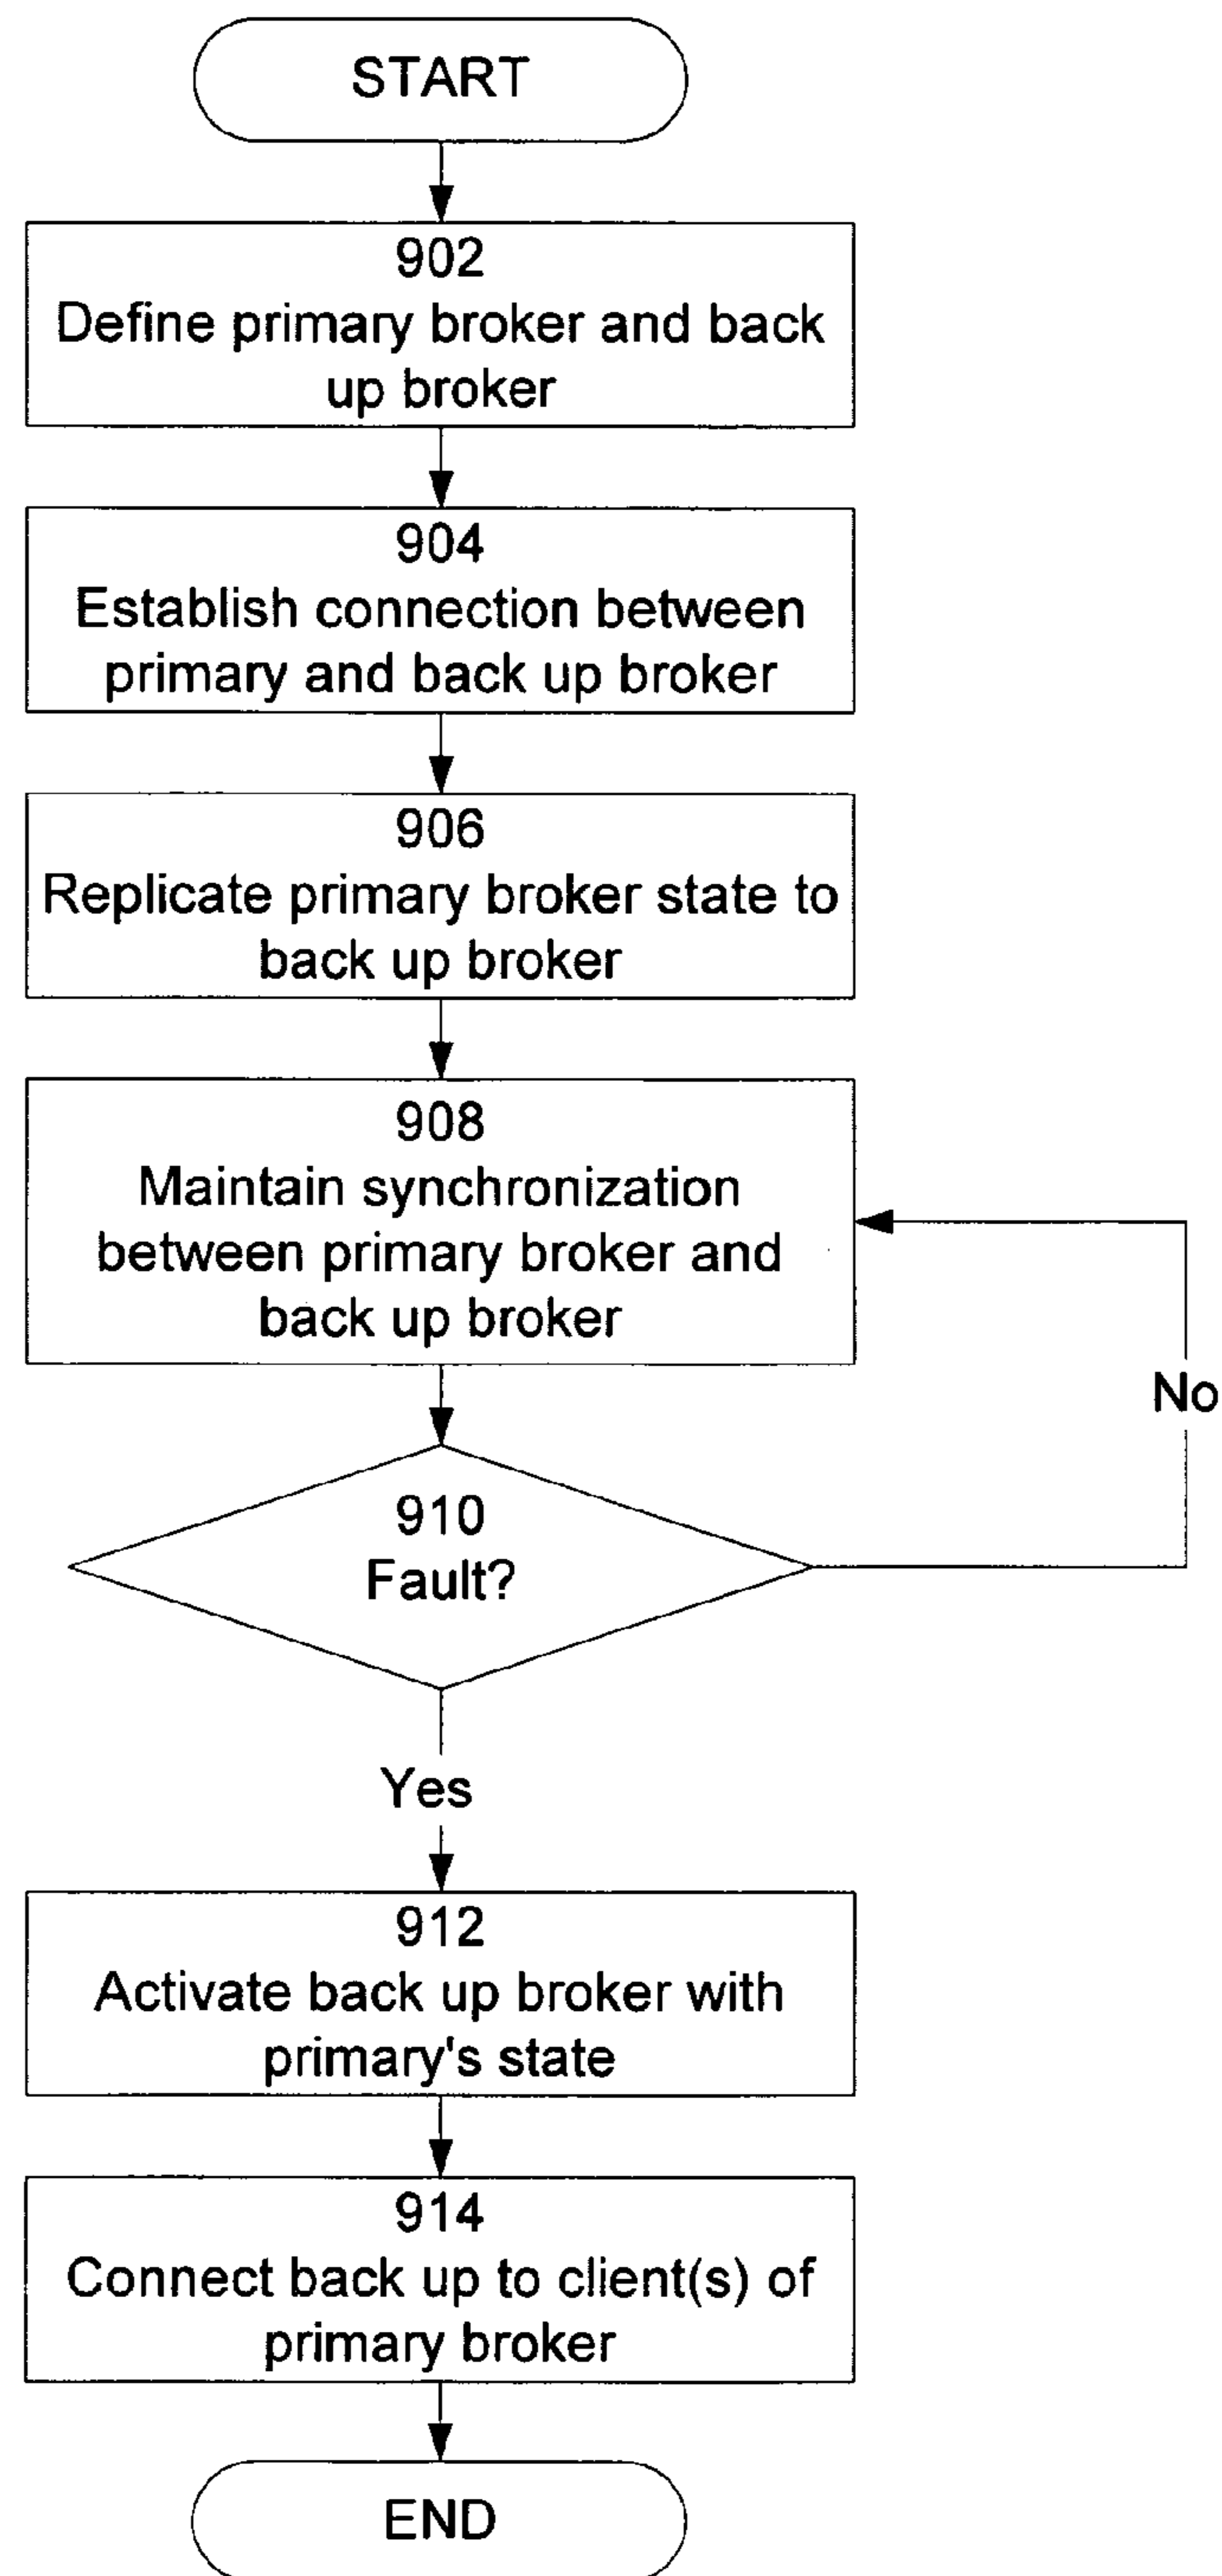 START
902
Define primary broker and back
up broker
904
Establish connection between
primary and back up broker
906
Replicate primary broker state to
back up broker
908
Maintain synchronization
between primary broker and
back up broker
No
910
Fault?
Yes
912
Activate back up broker with
primary's state
914
Connect back up to client(s) of
primary broker
END